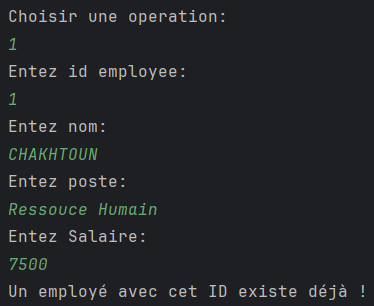 Choisir une operation:
1
Entez id employee:
1
Entez nom:
CHAKHTOUN
Entez poste:
Ressouce Humain
Entez Salaire:
7500
Un employé avec cet ID existe déjà !